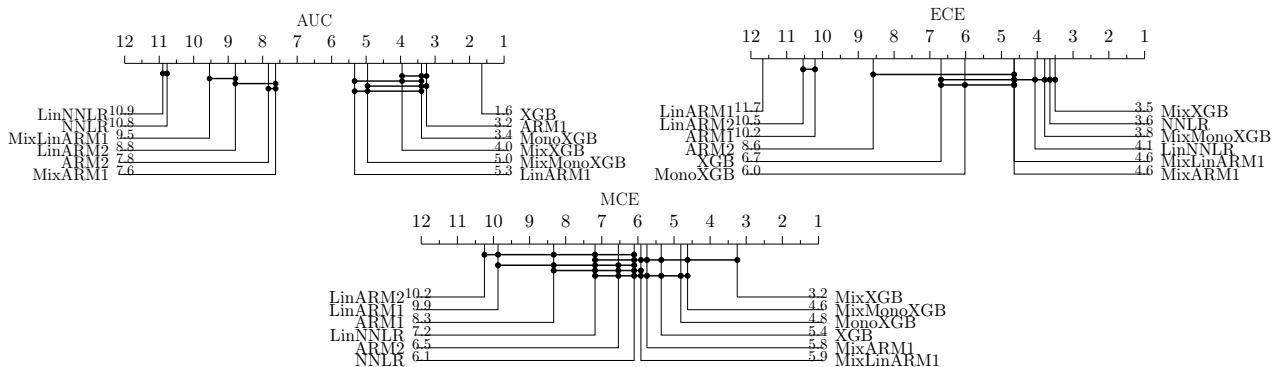 AUC
12 11 10 9 8 7 6 5 4 3 2 1
LinNNLR 10.9
NNLR 10.8
MixLinARM1 9.5
LinARM2 8.8
ARM2 7.8
MixARM1 7.6
1.6 XGB
3.2 ARM1
3.4 MonoXGB
4.0 MixXGB
5.0 MixMonoXGB
5.3 LinARM1
ECE
12 11 10 9 8 7 6 5 4 3 2 1
LinARM1 11.7
LinARM2 10.5
ARM1 10.2
ARM2 8.6
XGB 6.7
MonoXGB 6.0
3.5 MixXGB
3.6 NNLR
3.8 MixMonoXGB
4.1 LinNNLR
4.6 MixLinARM1
4.6 MixARM1
MCE
12 11 10 9 8 7 6 5 4 3 2 1
LinARM2 10.2
LinARM1 9.9
ARM1 8.3
LinNNLR 7.2
ARM2 6.5
NNLR 6.1
3.2 MixXGB
4.6 MixMonoXGB
4.8 MonoXGB
5.4 XGB
5.8 MixARM1
5.9 MixLinARM1